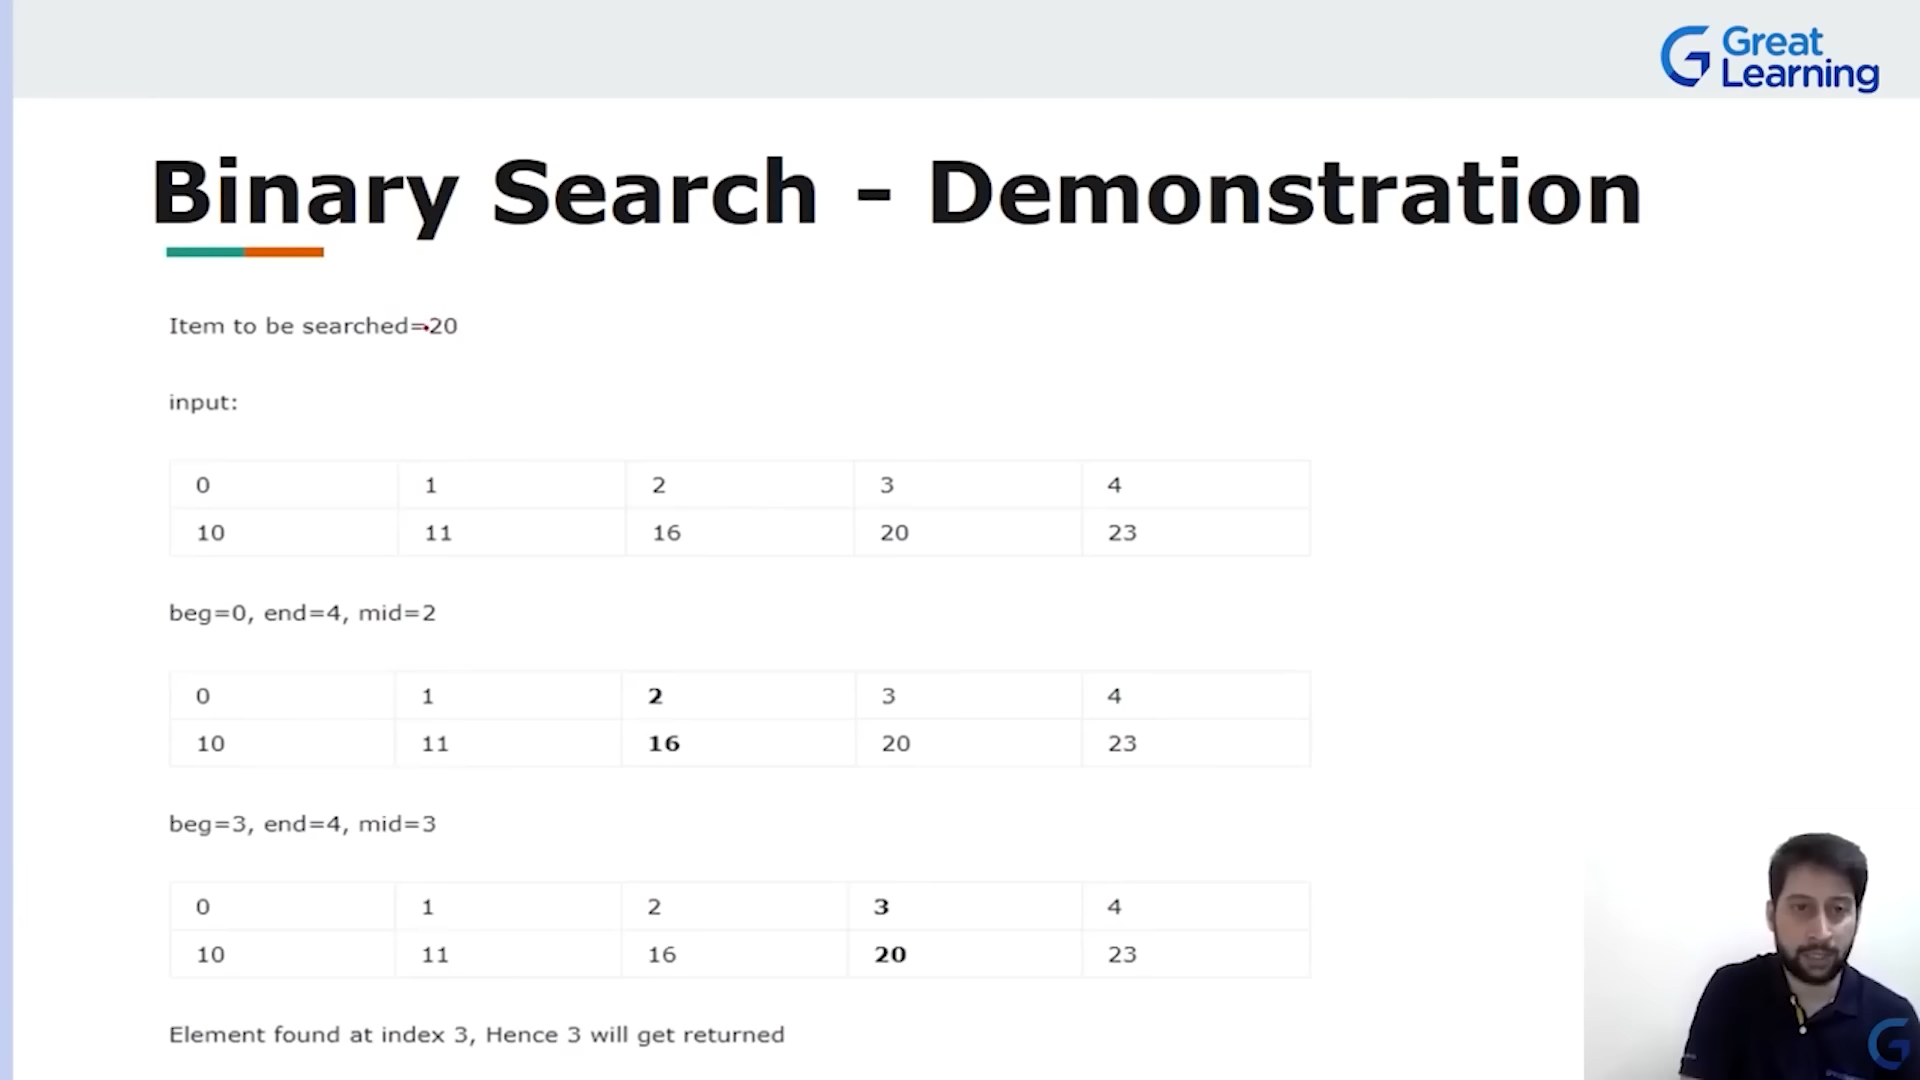 Great
Learning
Binary Search - Demonstration
Item to be searched=20
input:
0 1 2 3 4
10 11 16 20 23
beg=0, end=4, mid=2
0 1 2 3 4
10 11 16 20 23
beg=3, end=4, mid=3
0 1 2 3 4
10 11 16 20 23
Element found at index 3, Hence 3 will get returned